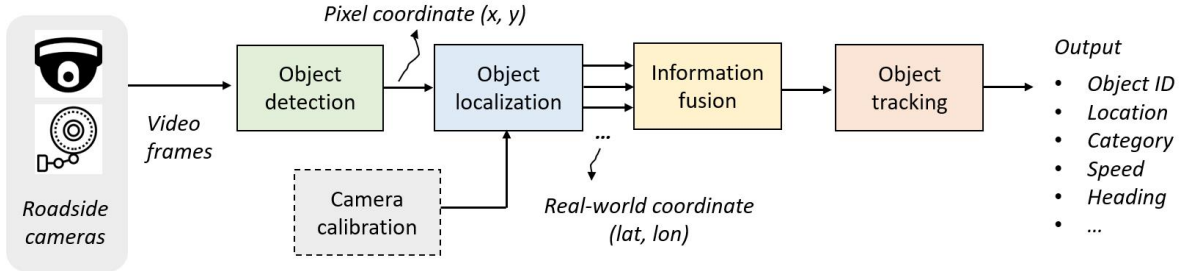 Pixel coordinate (x, y)
Roadside
cameras
Video
frames
Object
detection
Object
localization
Camera
calibration
...
Real-world coordinate
(lat, lon)
Information
fusion
Object
tracking
Output
• Object ID
• Location
• Category
• Speed
• Heading
• ...